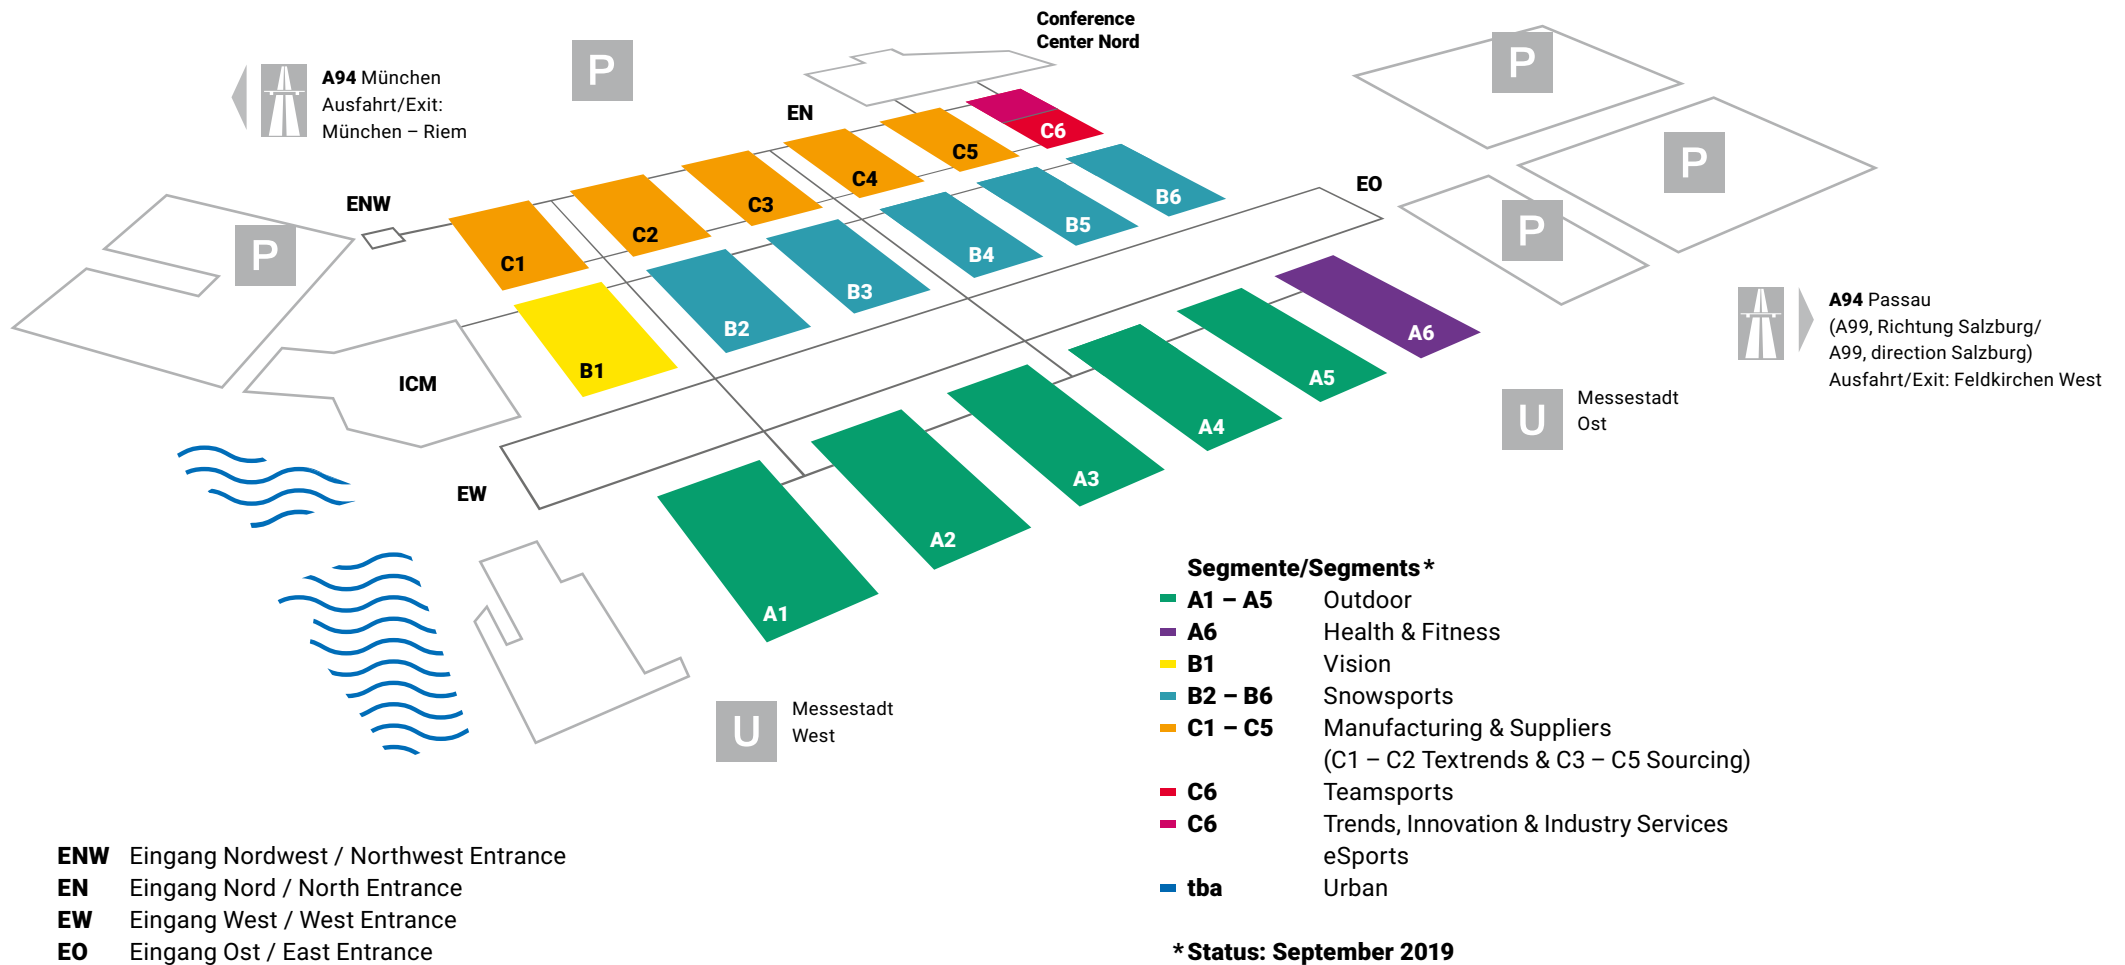 Conference
Center Nord
P
P
A94 München
Ausfahrt/Exit:
München – Riem
EN
C6
C5
P
C4
B6
EO
ENW
C3
B5
C2
P
B4
P
C1
B3
A94 Passau
(A99, Richtung Salzburg/
A99, direction Salzburg)
Ausfahrt/Exit: Feldkirchen West
B2
A6
B1
ICM
A5
U
Messestadt
Ost
A4
A3
EW
A2
A1
U
Messestadt
West
Segmente/Segments*
A1 – A5 Outdoor
A6 Health & Fitness
B1 Vision
B2 – B6 Snowsports
C1 – C5 Manufacturing & Suppliers
(C1 – C2 Textrends & C3 – C5 Sourcing)
C6 Teamsports
C6 Trends, Innovation & Industry Services
eSports
tba Urban
*Status: September 2019
ENW Eingang Nordwest / Northwest Entrance
EN Eingang Nord / North Entrance
EW Eingang West / West Entrance
EO Eingang Ost / East Entrance